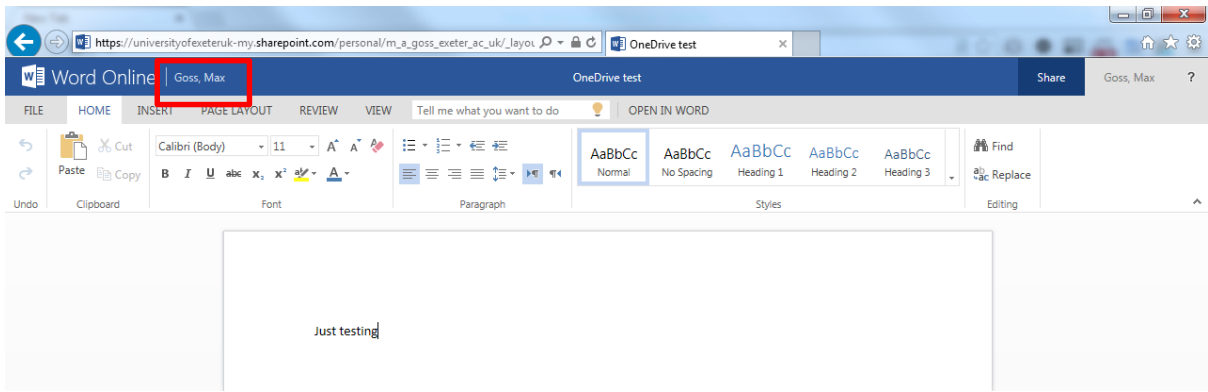 https://universityofexeteruk-my.sharepoint.com/personal/m_a_goss_exeter_ac_uk/_layou
OneDrive test
Word Online Goss, Max OneDrive test Share Goss, Max ?
FILE HOME INSERT PAGE LAYOUT REVIEW VIEW Tell me what you want to do OPEN IN WORD
Paste Cut Copy
Calibri (Body) 11 A A
B I U abc x₂ x² aby A
AaBbCc AaBbCc AaBbCc AaBbCc AaBbCc
Normal No Spacing Heading 1 Heading 2 Heading 3
Find
Replace
Undo Clipboard Font Paragraph Styles Editing
Just testing